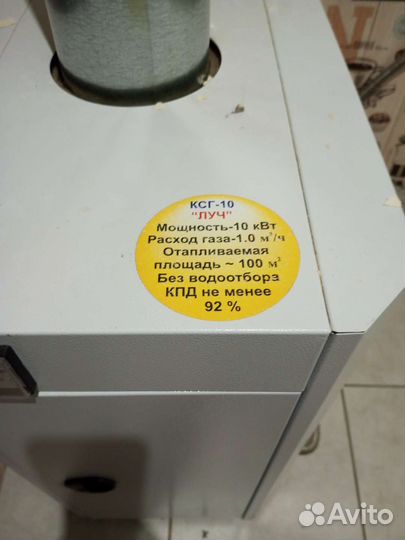 КСГ-10
"ЛУЧ"
Мощность-10 кВт
Расход газа-1.0 м³/ч
Отапливаемая
площадь ~ 100 м²
Без водоотборз
КПД не менее
92 %
Avito